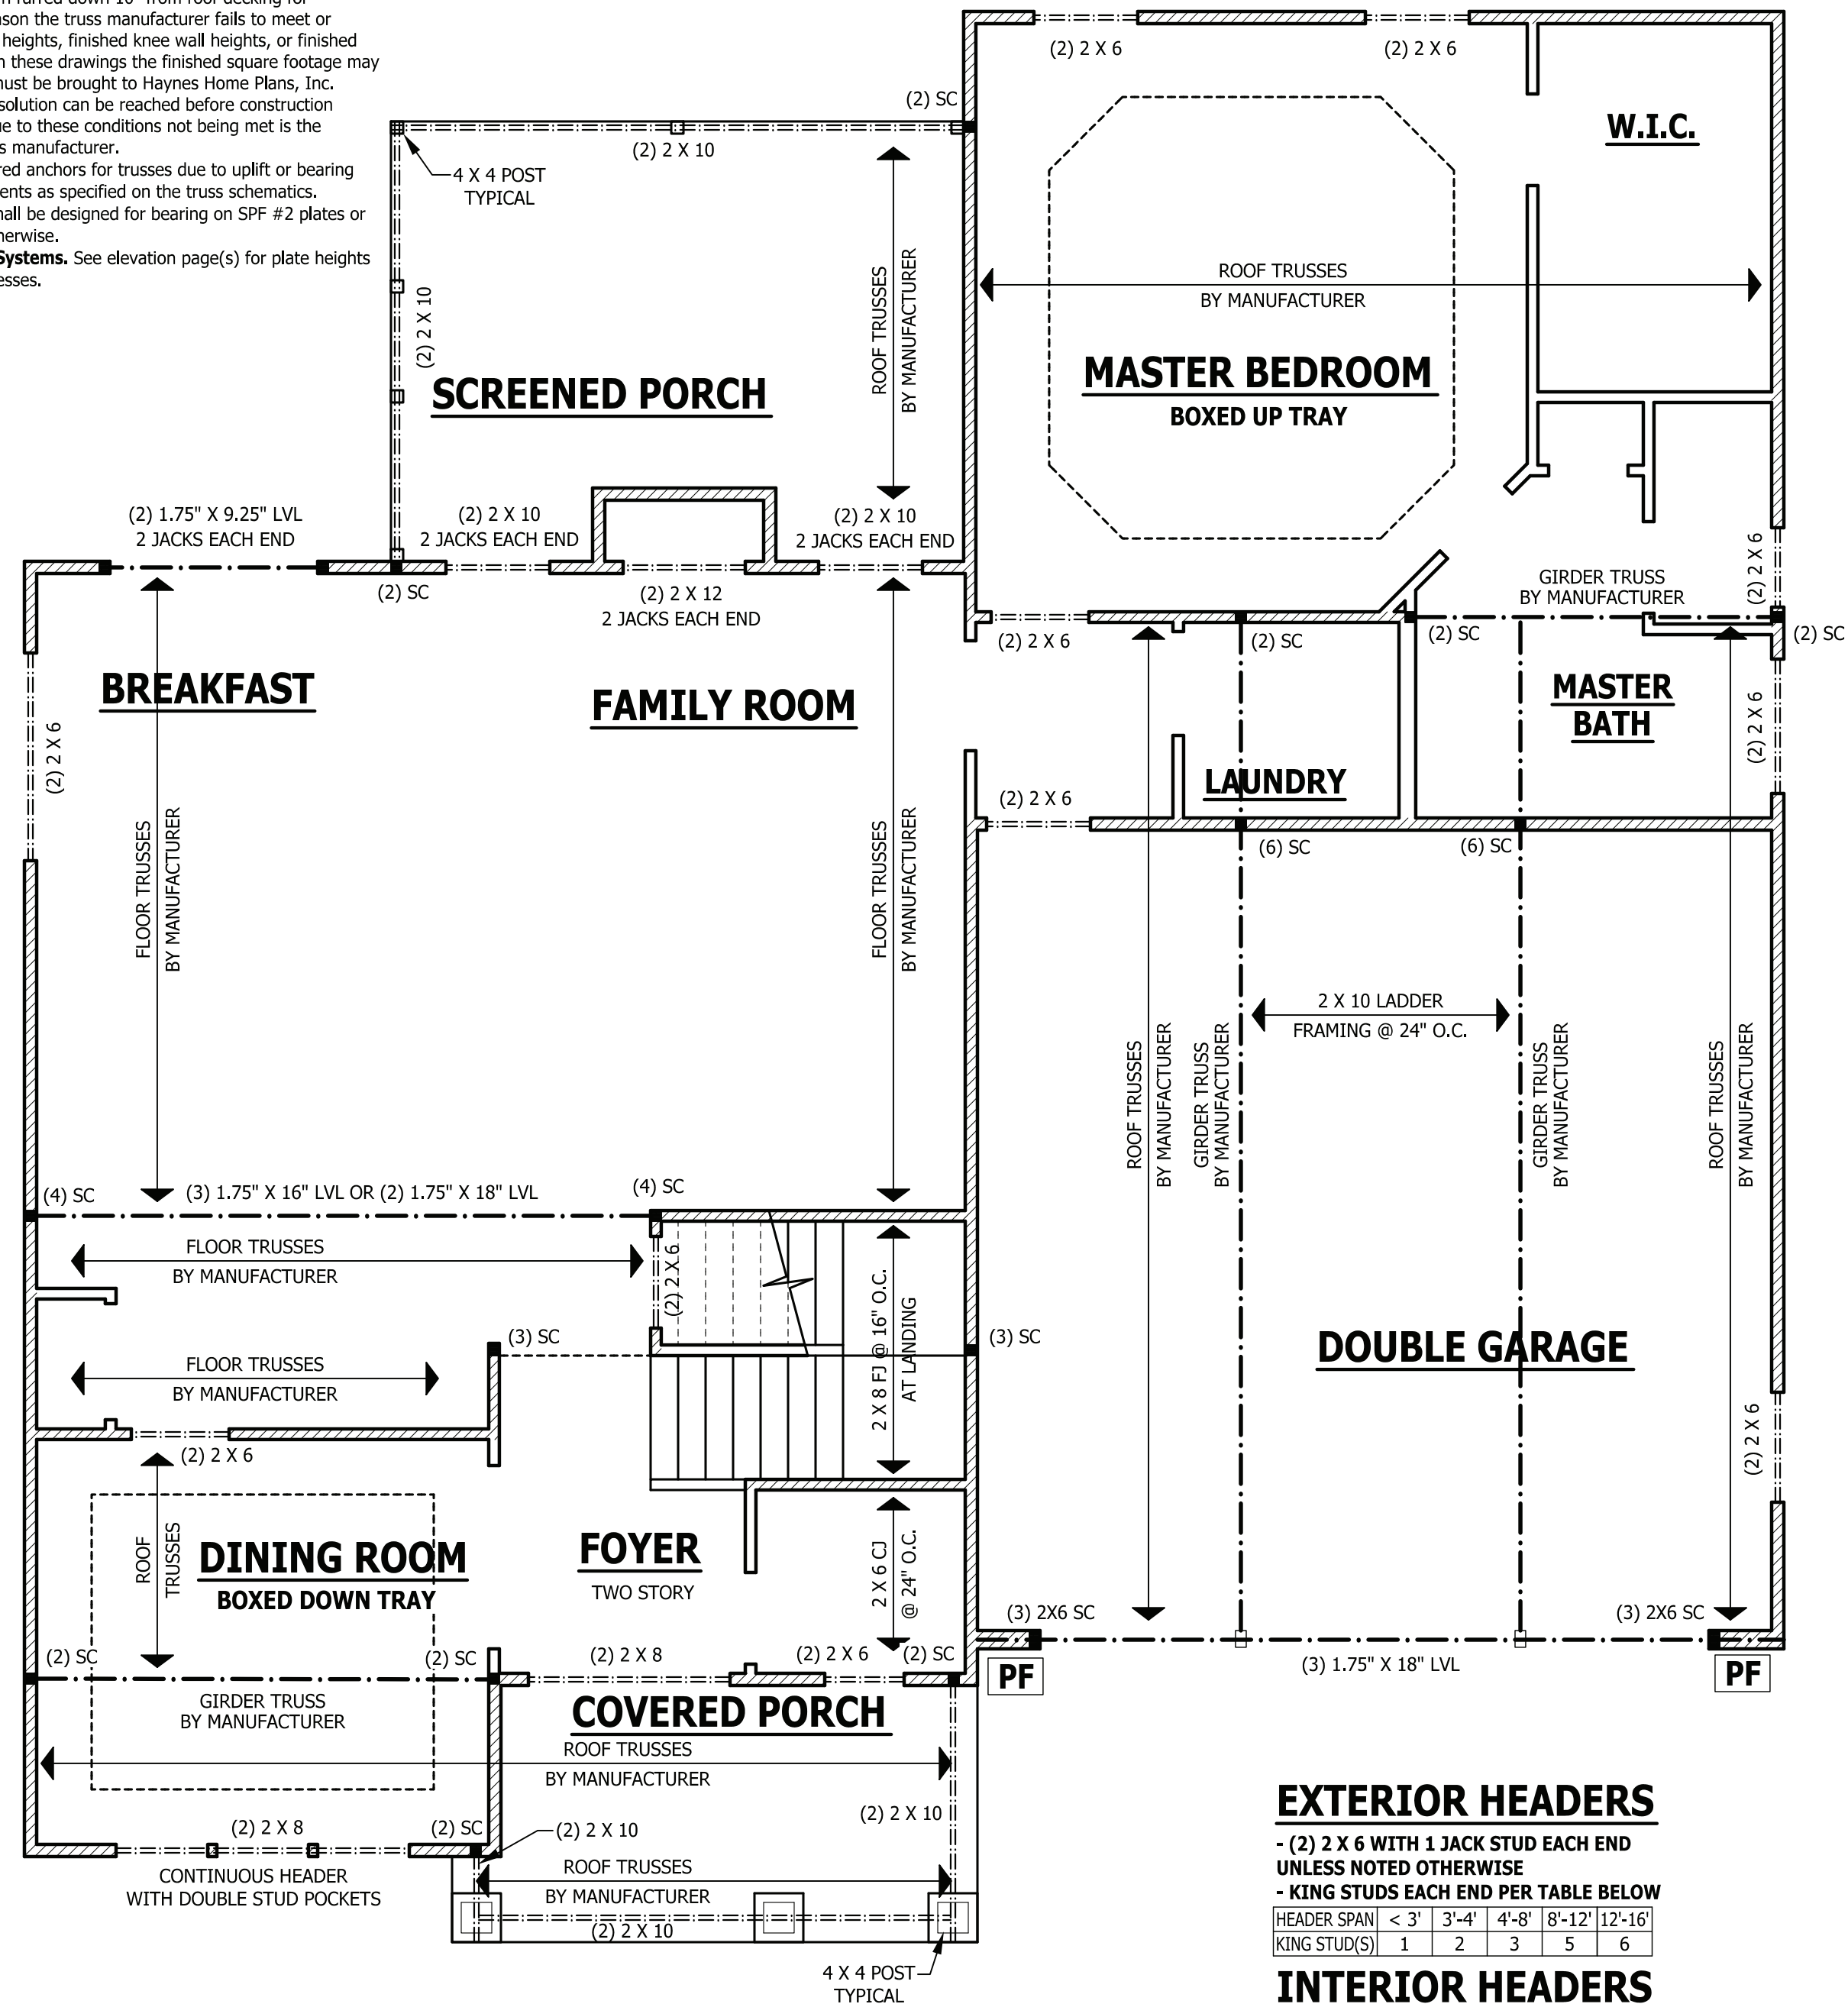 ason the truss manufacturer fails to meet or
heights, finished knee wall heights, or finished
these drawings the finished square footage may
must be brought to Haynes Home Plans, Inc.
solution can be reached before construction
ue to these conditions not being met is the
s manufacturer.
red anchors for trusses due to uplift or bearing
ents as specified on the truss schematics.
hall be designed for bearing on SPF #2 plates or
herwise.
Systems. See elevation page(s) for plate heights
esses.
(2) 2 X 6
(2) 2 X 6
(2) SC
W.I.C.
(2) 2 X 10
4 X 4 POST
TYPICAL
ROOF TRUSSES
BY MANUFACTURER
(2) 2 X 10
ROOF TRUSSES
BY MANUFACTURER
SCREENED PORCH
MASTER BEDROOM
BOXED UP TRAY
(2) 1.75" X 9.25" LVL
2 JACKS EACH END
(2) 2 X 10
2 JACKS EACH END
(2) 2 X 10
2 JACKS EACH END
(2) SC
(2) 2 X 12
2 JACKS EACH END
GIRDER TRUSS
BY MANUFACTURER
(2) 2 X 6
(2) 2 X 6
(2) SC
(2) SC
(2) SC
BREAKFAST
FAMILY ROOM
MASTER
BATH
(2) 2 X 6
(2) 2 X 6
LAUNDRY
(2) 2 X 6
(6) SC
(6) SC
FLOOR TRUSSES
BY MANUFACTURER
FLOOR TRUSSES
BY MANUFACTURER
2 X 10 LADDER
FRAMING @ 24" O.C.
ROOF TRUSSES
BY MANUFACTURER
GIRDER TRUSS
BY MANUFACTURER
GIRDER TRUSS
BY MANUFACTURER
ROOF TRUSSES
BY MANUFACTURER
(4) SC
(3) 1.75" X 16" LVL OR (2) 1.75" X 18" LVL
(4) SC
FLOOR TRUSSES
BY MANUFACTURER
(2) 2 X 6
2 X 8 FJ @ 16" O.C.
AT LANDING
(3) SC
(3) SC
DOUBLE GARAGE
FLOOR TRUSSES
BY MANUFACTURER
(2) 2 X 6
(2) 2 X 6
ROOF
TRUSSES
DINING ROOM
BOXED DOWN TRAY
FOYER
TWO STORY
2 X 6 CJ
@ 24" O.C.
(3) 2X6 SC
(3) 2X6 SC
(2) SC
(2) SC
(2) 2 X 8
(2) 2 X 6
(2) SC
(3) 1.75" X 18" LVL
PF
PF
GIRDER TRUSS
BY MANUFACTURER
COVERED PORCH
ROOF TRUSSES
BY MANUFACTURER
(2) 2 X 10
(2) 2 X 8
(2) SC
(2) 2 X 10
CONTINUOUS HEADER
WITH DOUBLE STUD POCKETS
ROOF TRUSSES
BY MANUFACTURER
(2) 2 X 10
4 X 4 POST
TYPICAL
EXTERIOR HEADERS
- (2) 2 X 6 WITH 1 JACK STUD EACH END
UNLESS NOTED OTHERWISE
- KING STUDS EACH END PER TABLE BELOW
HEADER SPAN < 3' 3'-4' 4'-8' 8'-12' 12'-16'
KING STUD(S) 1 2 3 5 6
INTERIOR HEADERS